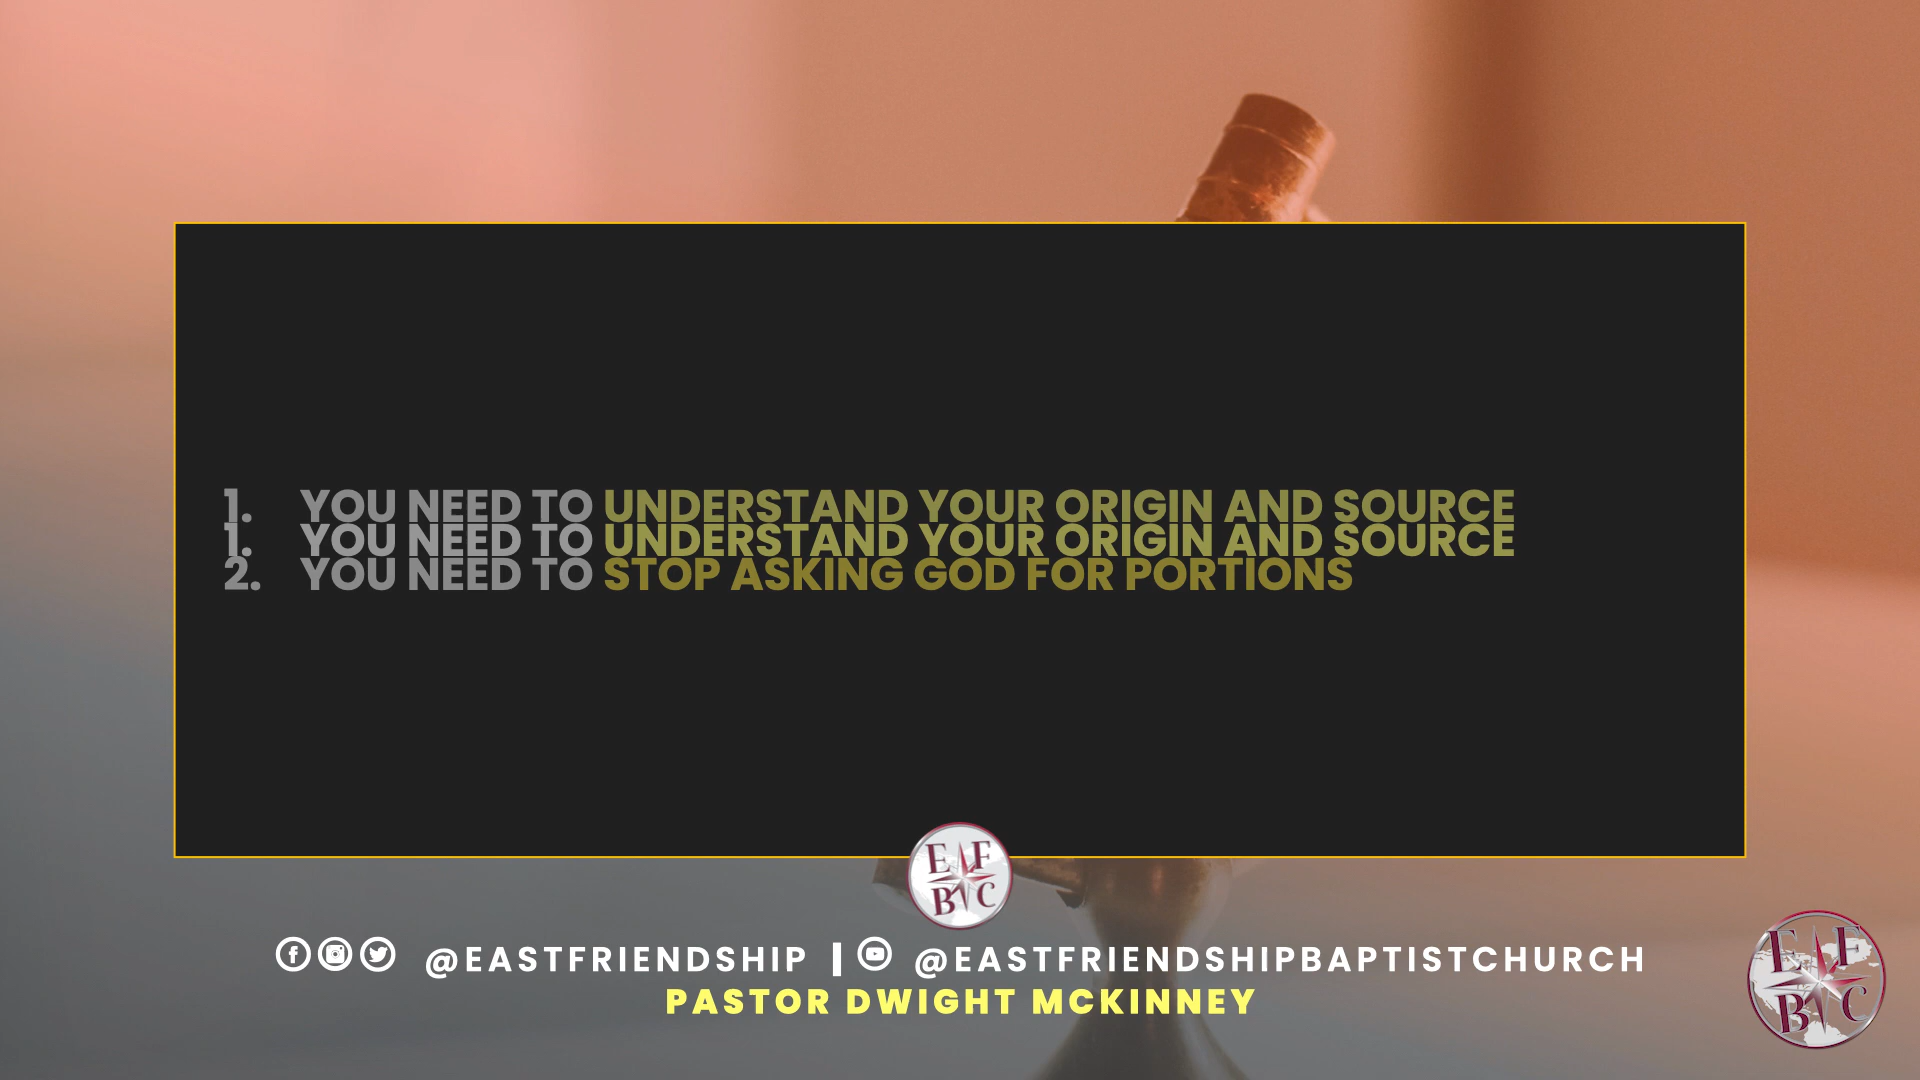 1. YOU NEED TO UNDERSTAND YOUR ORIGIN AND SOURCE
1. YOU NEED TO UNDERSTAND YOUR ORIGIN AND SOURCE
2. YOU NEED TO STOP ASKING GOD FOR PORTIONS
E F
B C
@EASTFRIENDSHIP | @EASTFRIENDSHIPBAPTISTCHURCH
PASTOR DWIGHT MCKINNEY
E F
B C